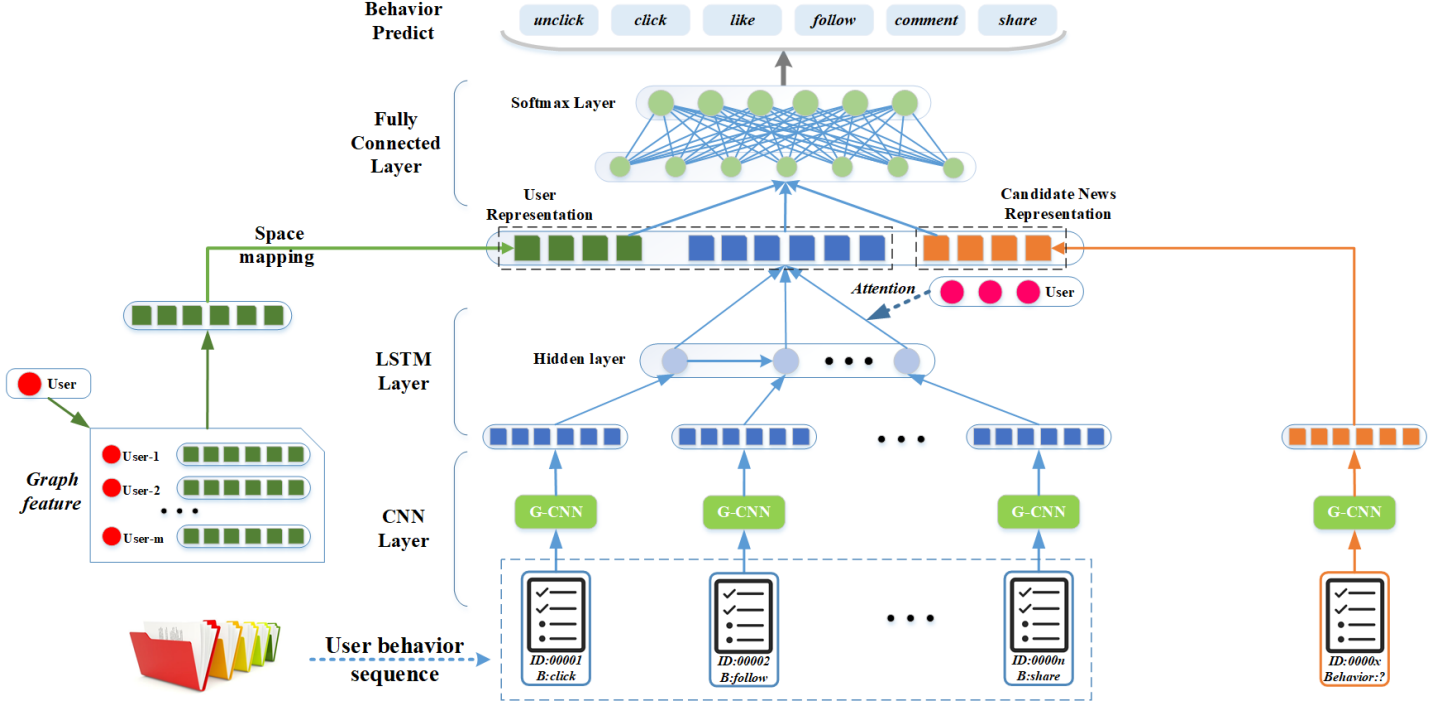 Behavior
Predict
unclick
click
like
follow
comment
share
Softmax Layer
Fully
Connected
Layer
User
Representation
Candidate News
Representation
Space
mapping
Attention
User
LSTM
Layer
Hidden layer
User
Graph
feature
User-1
User-2
• • •
User-m
• • •
• • •
CNN
Layer
G-CNN
G-CNN
G-CNN
G-CNN
User behavior
sequence
ID:00001
B:click
ID:00002
B:follow
• • •
ID:0000n
B:share
ID:0000x
Behavior:?